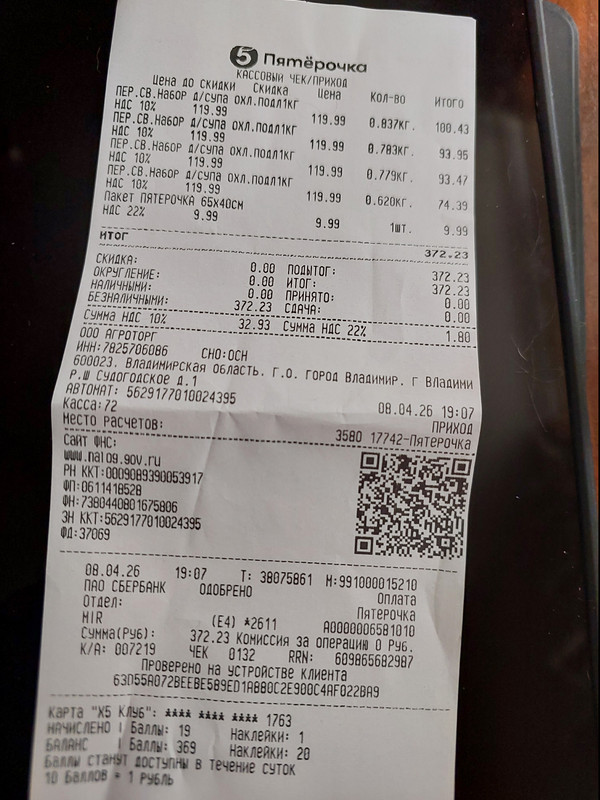 5 Пятёрочка
КАССОВЫЙ ЧЕК/ПРИХОД
Цена до скидки Скидка Цена Кол-во Итого
ПЕР.СВ.Набор д/супа охл.подл1кг
НДС 10% 119.99 119.99 0.837кг. 100.43
ПЕР.СВ.Набор д/супа охл.подл1кг
НДС 10% 119.99 119.99 0.783кг. 93.95
ПЕР.СВ.Набор д/супа охл.подл1кг
НДС 10% 119.99 119.99 0.779кг. 93.47
ПЕР.СВ.Набор д/супа охл.подл1кг
НДС 10% 119.99 119.99 0.620кг. 74.39
Пакет ПЯТЕРОЧКА 65х40см
НДС 22% 9.99 9.99 1шт. 9.99
ИТОГ 372.23
СКИДКА: 0.00 ПОДЫТОГ: 372.23
ОКРУГЛЕНИЕ: 0.00 ИТОГ: 372.23
НАЛИЧНЫМИ: 0.00 ПРИНЯТО: 0.00
БЕЗНАЛИЧНЫМИ: 372.23 СДАЧА: 0.00
Сумма НДС 10% 32.93 Сумма НДС 22% 1.80
ООО АГРОТОРГ
ИНН:7825706086 СНО:ОСН
600023, Владимирская область, Г.О. ГОРОД Владимир, г Владими
р,ш Судогодское д.1
АВТОМАТ: 5629177010024395 08.04.26 19:07
Касса:72 ПРИХОД
Место расчетов: 3580 17742-Пятерочка
Сайт ФНС:
www.nalog.gov.ru
РН ККТ:0009089390053917
ФП:0611418528
ФН:7380440801675806
ЗН ККТ:5629177010024395
ФД:37069
08.04.26 19:07 Т: 38075861 М:991000015210
ПАО СБЕРБАНК ОДОБРЕНО Оплата
Отдел: Пятерочка
MIR (E4) *2611 A0000006581010
Сумма(Руб): 372.23 Комиссия за операцию 0 Руб.
К/А: 007219 ЧЕК 0132 RRN: 609865682987
Проверено на устройстве клиента
63D55A072BEEBE589ED1A880C2E900C4AF022BA9
Карта "Х5 Клуб": **** **** **** 1763
НАЧИСЛЕНО | Баллы: 19 Наклейки: 1
БАЛАНС | Баллы: 369 Наклейки: 20
Баллы станут доступны в течение суток
10 Баллов = 1 рубль